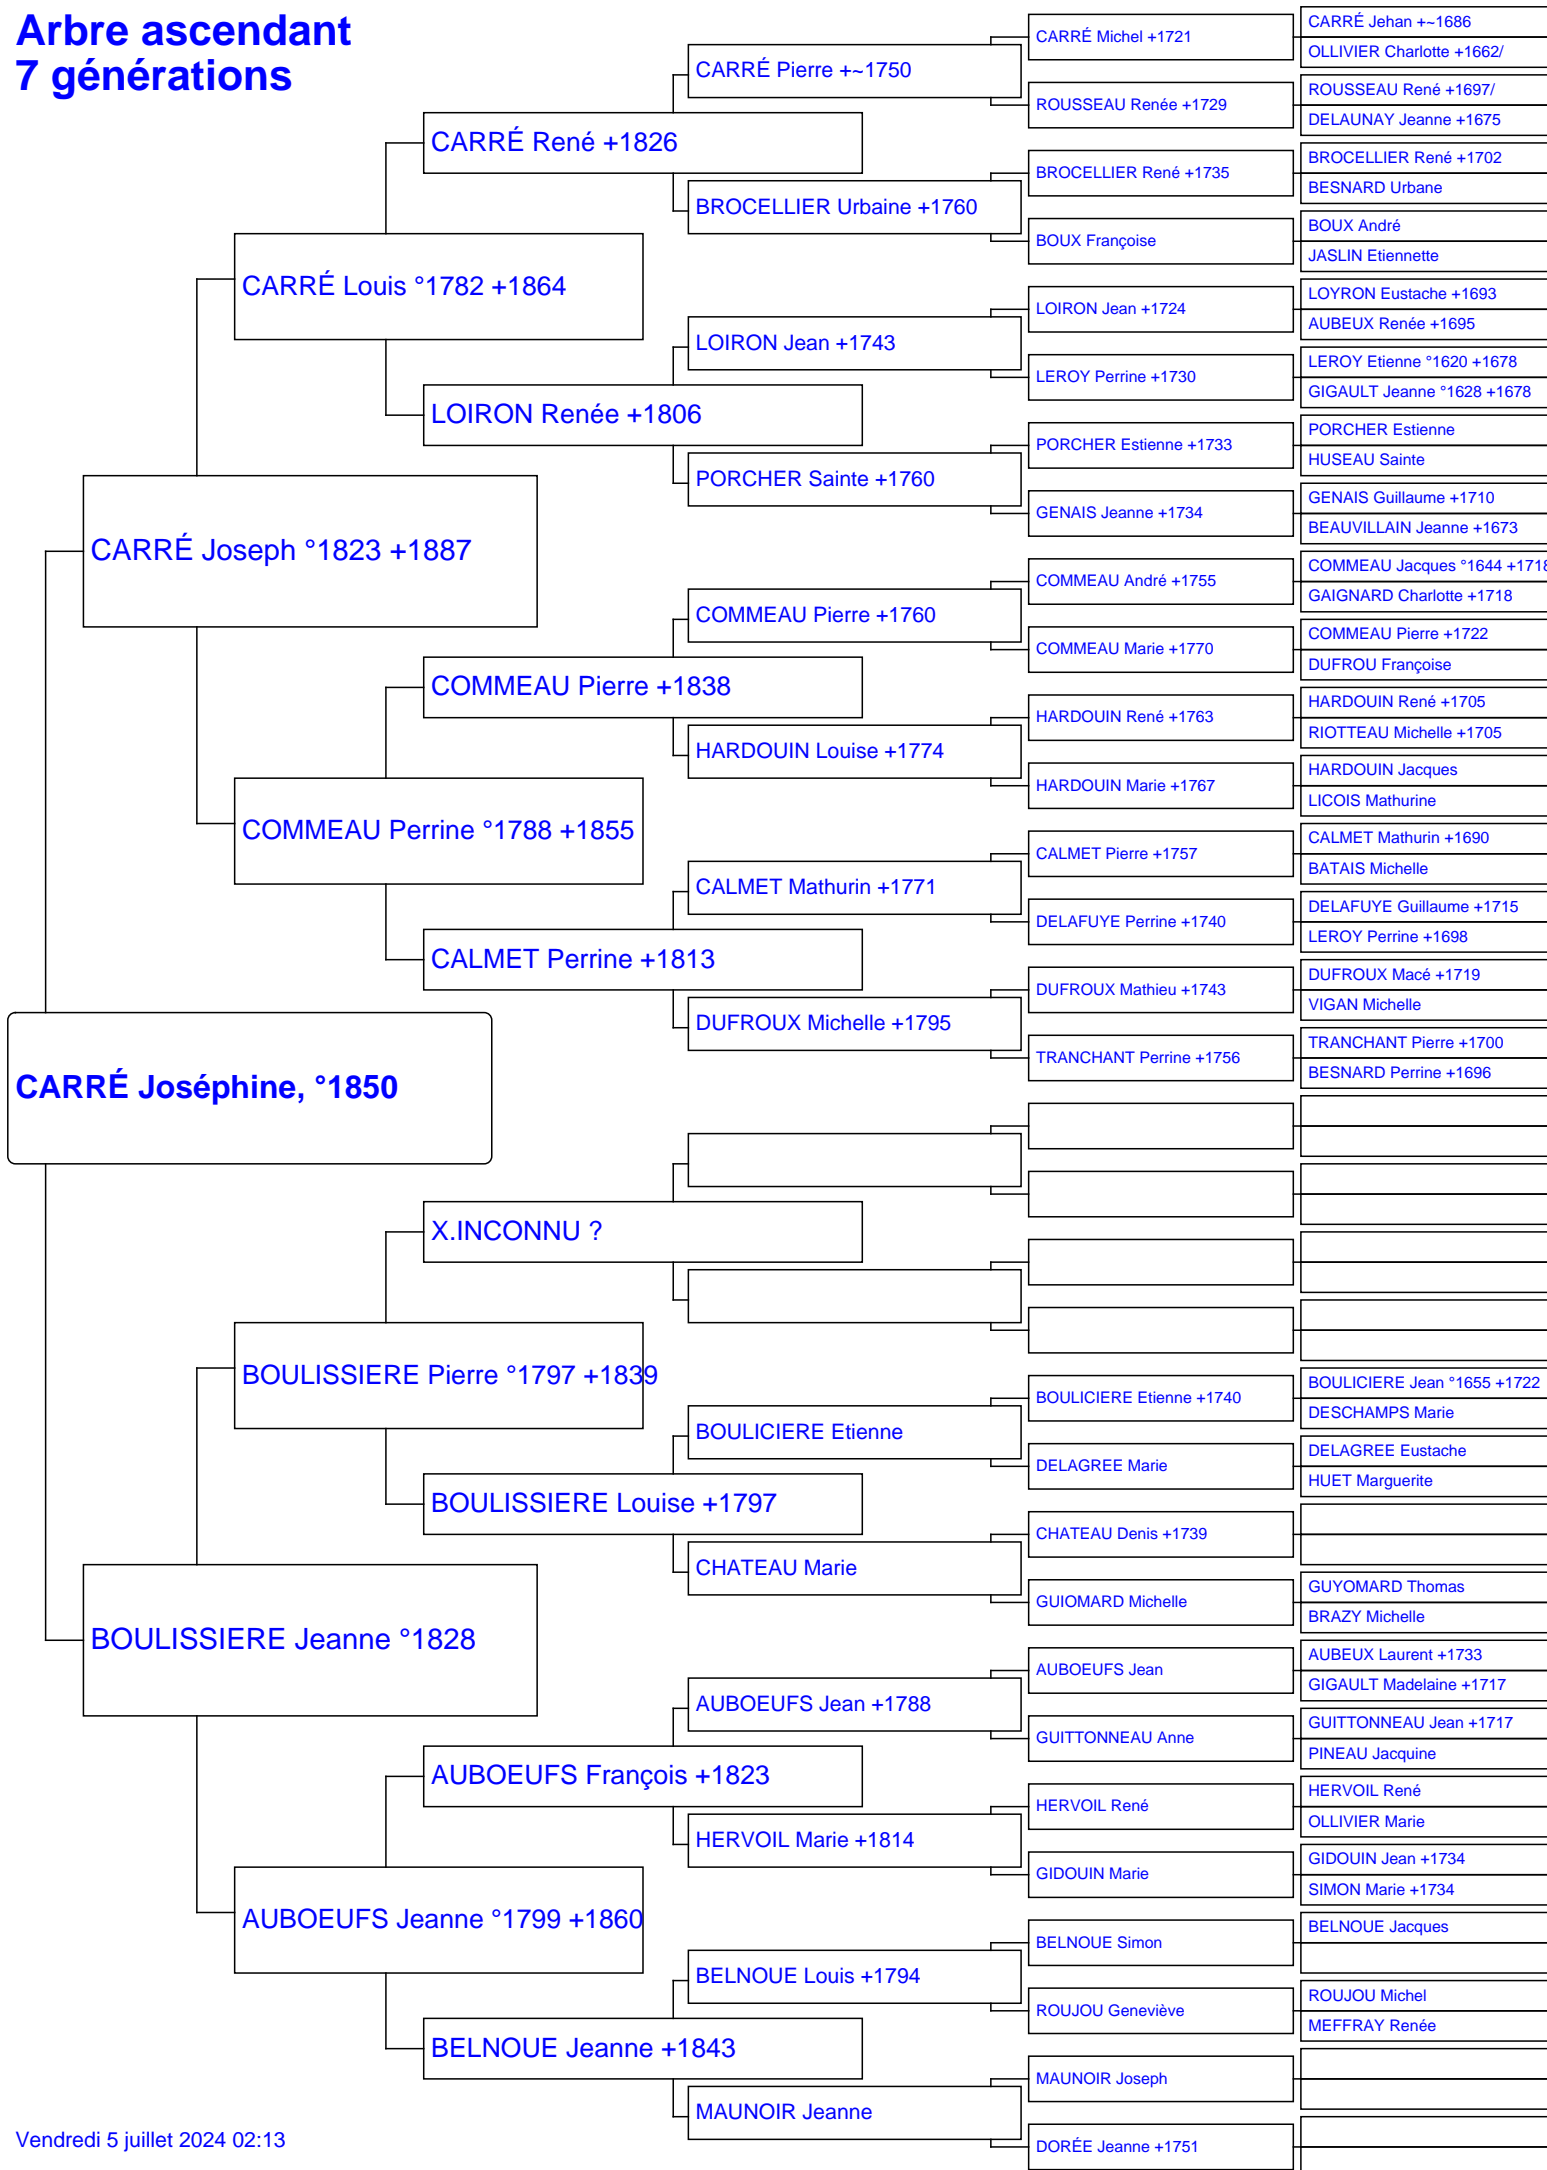 Arbre ascendant
7 générations
CARRÉ Joséphine, °1850
CARRÉ Joseph °1823 +1887
BOULISSIERE Jeanne °1828
CARRÉ Louis °1782 +1864
COMMEAU Perrine °1788 +1855
BOULISSIERE Pierre °1797 +1839
AUBOEUFS Jeanne °1799 +1860
CARRÉ René +1826
LOIRON Renée +1806
COMMEAU Pierre +1838
CALMET Perrine +1813
X.INCONNU ?
BOULISSIERE Louise +1797
AUBOEUFS François +1823
BELNOUE Jeanne +1843
CARRÉ Pierre +~1750
BROCELLIER Urbaine +1760
LOIRON Jean +1743
PORCHER Sainte +1760
COMMEAU Pierre +1760
HARDOUIN Louise +1774
CALMET Mathurin +1771
DUFROUX Michelle +1795
BOULICIERE Etienne
CHATEAU Marie
AUBOEUFS Jean +1788
HERVOIL Marie +1814
BELNOUE Louis +1794
MAUNOIR Jeanne
CARRÉ Michel +1721
ROUSSEAU Renée +1729
BROCELLIER René +1735
BOUX Françoise
LOIRON Jean +1724
LEROY Perrine +1730
PORCHER Estienne +1733
GENAIS Jeanne +1734
COMMEAU André +1755
COMMEAU Marie +1770
HARDOUIN René +1763
HARDOUIN Marie +1767
CALMET Pierre +1757
DELAFUYE Perrine +1740
DUFROUX Mathieu +1743
TRANCHANT Perrine +1756
BOULICIERE Etienne +1740
DELAGREE Marie
CHATEAU Denis +1739
GUIOMARD Michelle
AUBOEUFS Jean
GUITTONNEAU Anne
HERVOIL René
GIDOUIN Marie
BELNOUE Simon
ROUJOU Geneviève
MAUNOIR Joseph
DORÉE Jeanne +1751
CARRÉ Jehan +~1686
OLLIVIER Charlotte +1662/
ROUSSEAU René +1697/
DELAUNAY Jeanne +1675
BROCELLIER René +1702
BESNARD Urbane
BOUX André
JASLIN Etiennette
LOYRON Eustache +1693
AUBEUX Renée +1695
LEROY Etienne °1620 +1678
GIGAULT Jeanne °1628 +1678
PORCHER Estienne
HUSEAU Sainte
GENAIS Guillaume +1710
BEAUVILLAIN Jeanne +1673
COMMEAU Jacques °1644 +1718
GAIGNARD Charlotte +1718
COMMEAU Pierre +1722
DUFROU Françoise
HARDOUIN René +1705
RIOTTEAU Michelle +1705
HARDOUIN Jacques
LICOIS Mathurine
CALMET Mathurin +1690
BATAIS Michelle
DELAFUYE Guillaume +1715
LEROY Perrine +1698
DUFROUX Macé +1719
VIGAN Michelle
TRANCHANT Pierre +1700
BESNARD Perrine +1696
BOULICIERE Jean °1655 +1722
DESCHAMPS Marie
DELAGREE Eustache
HUET Marguerite
GUYOMARD Thomas
BRAZY Michelle
AUBEUX Laurent +1733
GIGAULT Madelaine +1717
GUITTONNEAU Jean +1717
PINEAU Jacquine
HERVOIL René
OLLIVIER Marie
GIDOUIN Jean +1734
SIMON Marie +1734
BELNOUE Jacques
ROUJOU Michel
MEFFRAY Renée
Vendredi 5 juillet 2024 02:13